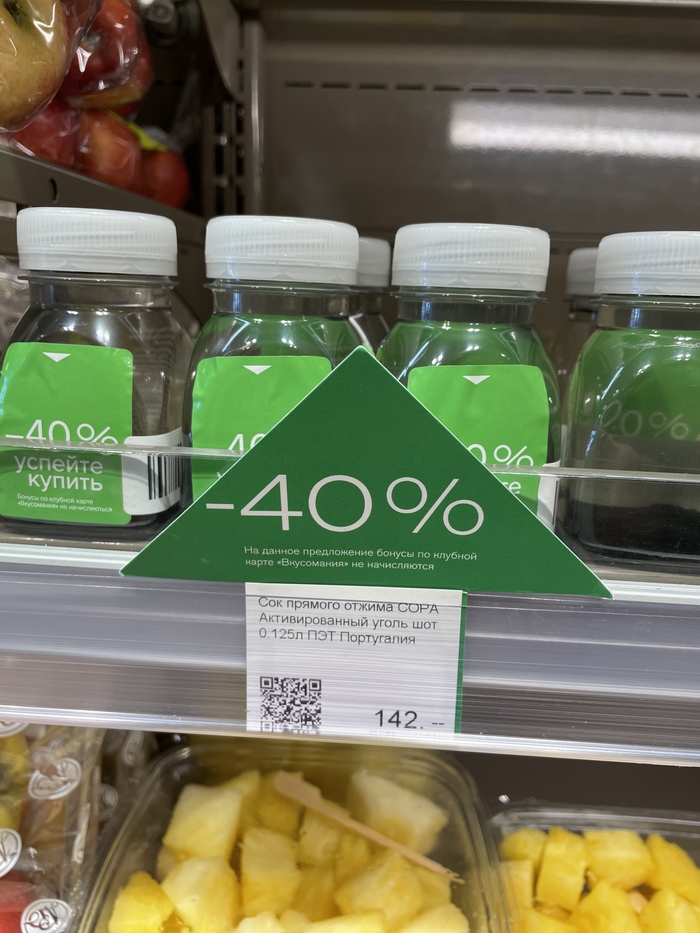 -40%
успейте
купить
Бонусы по клубной карте
«Вкусомания» не начисляются
-40%
На данное предложение бонусы по клубной
карте «Вкусомания» не начисляются
Сок прямого отжима COPA
Активированный уголь шот
0.125л ПЭТ Португалия
142. --